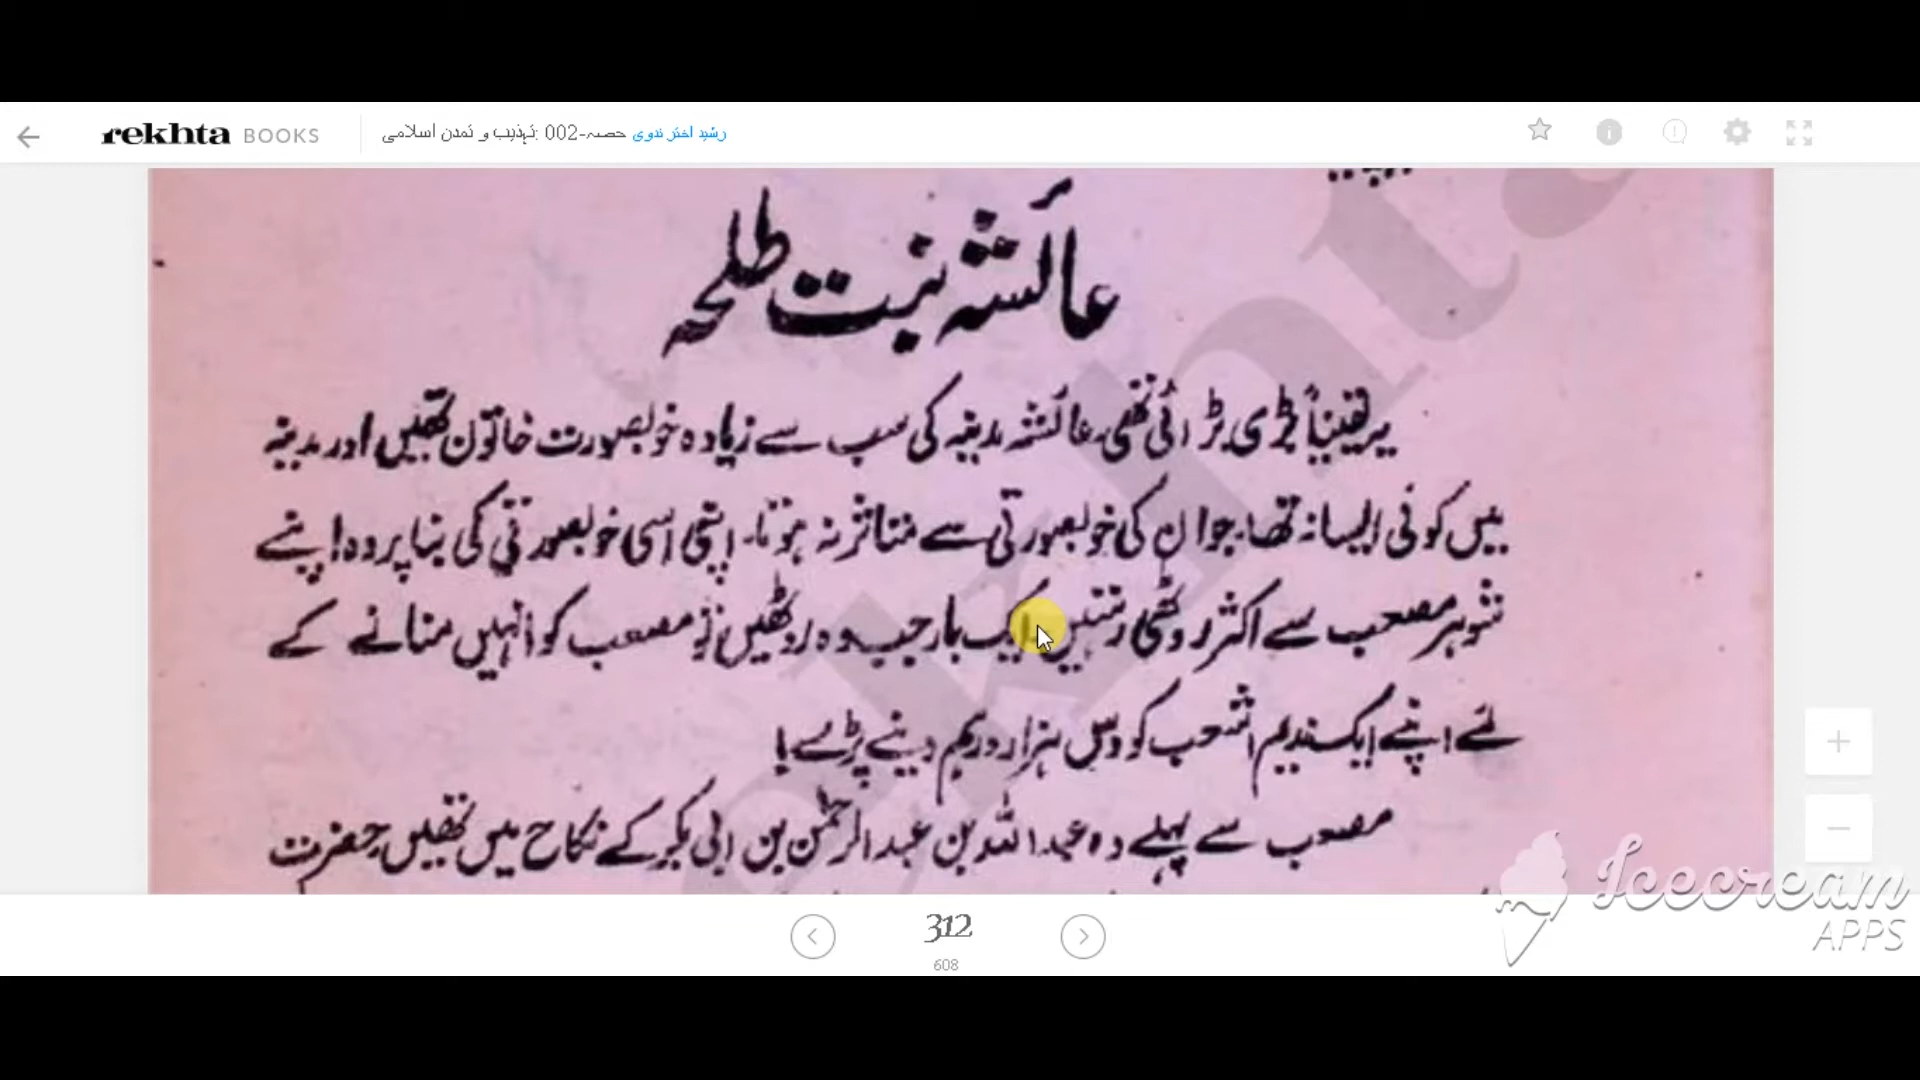 rekhta BOOKS
تہذیب و تمدن اسلامی: حصہ-002 رشید اختر ندوی
عائشہ بنت طلحہ
یہ یقیناً بڑی بڑائی تھی۔ عائشہ مدینہ کی سب سے زیادہ خوبصورت خاتون تھیں اور مدینہ
میں کوئی ایسا نہ تھا۔ جو ان کی خوبصورتی سے متاثر نہ ہوتا۔ اپنی اسی خوبصورتی کی بنا پر وہ اپنے
شوہر مصعب سے اکثر روٹھی رہتیں۔ ایک بار جب وہ روٹھیں تو مصعب کو انہیں منانے کے
لئے اپنے ایک ندیم اشعب کو دس ہزار درہم دینے پڑے۔
مصعب سے پہلے وہ عبداللہ بن عبدالرحمٰن بن ابی بکر کے نکاح میں تھیں حضرت
rekhta
312
608
Icecream
APPS